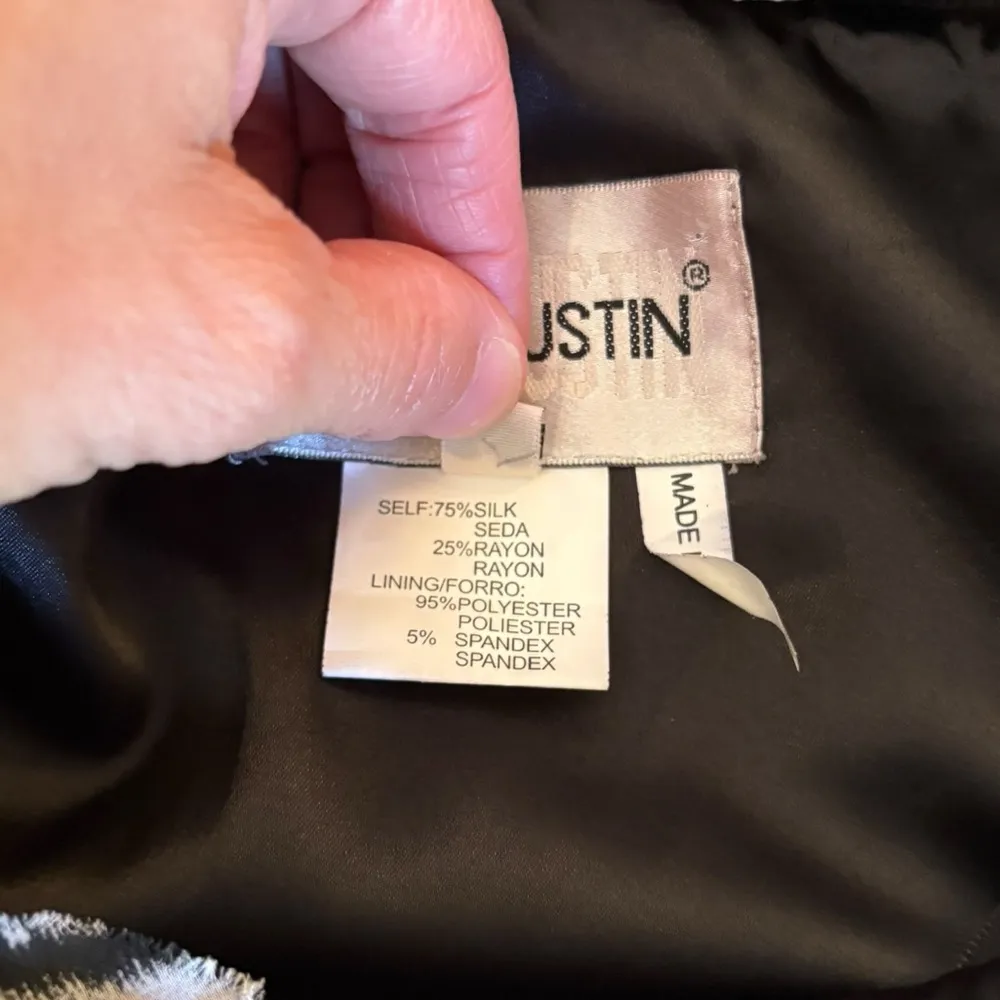 USTIN®
MADE
SELF:75%SILK
SEDA
25%RAYON
RAYON
LINING/FORRO:
95%POLYESTER
POLIESTER
5% SPANDEX
SPANDEX